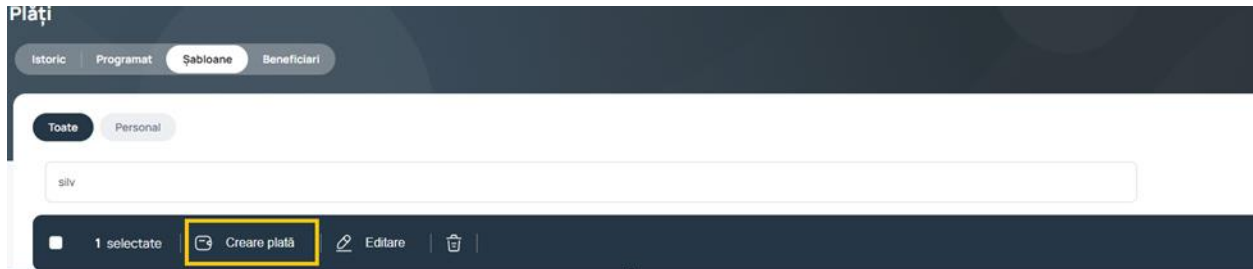 Plăți
Istoric Programat Șabloane Beneficiari
Toate Personal
silv
1 selectate Creare plată Editare